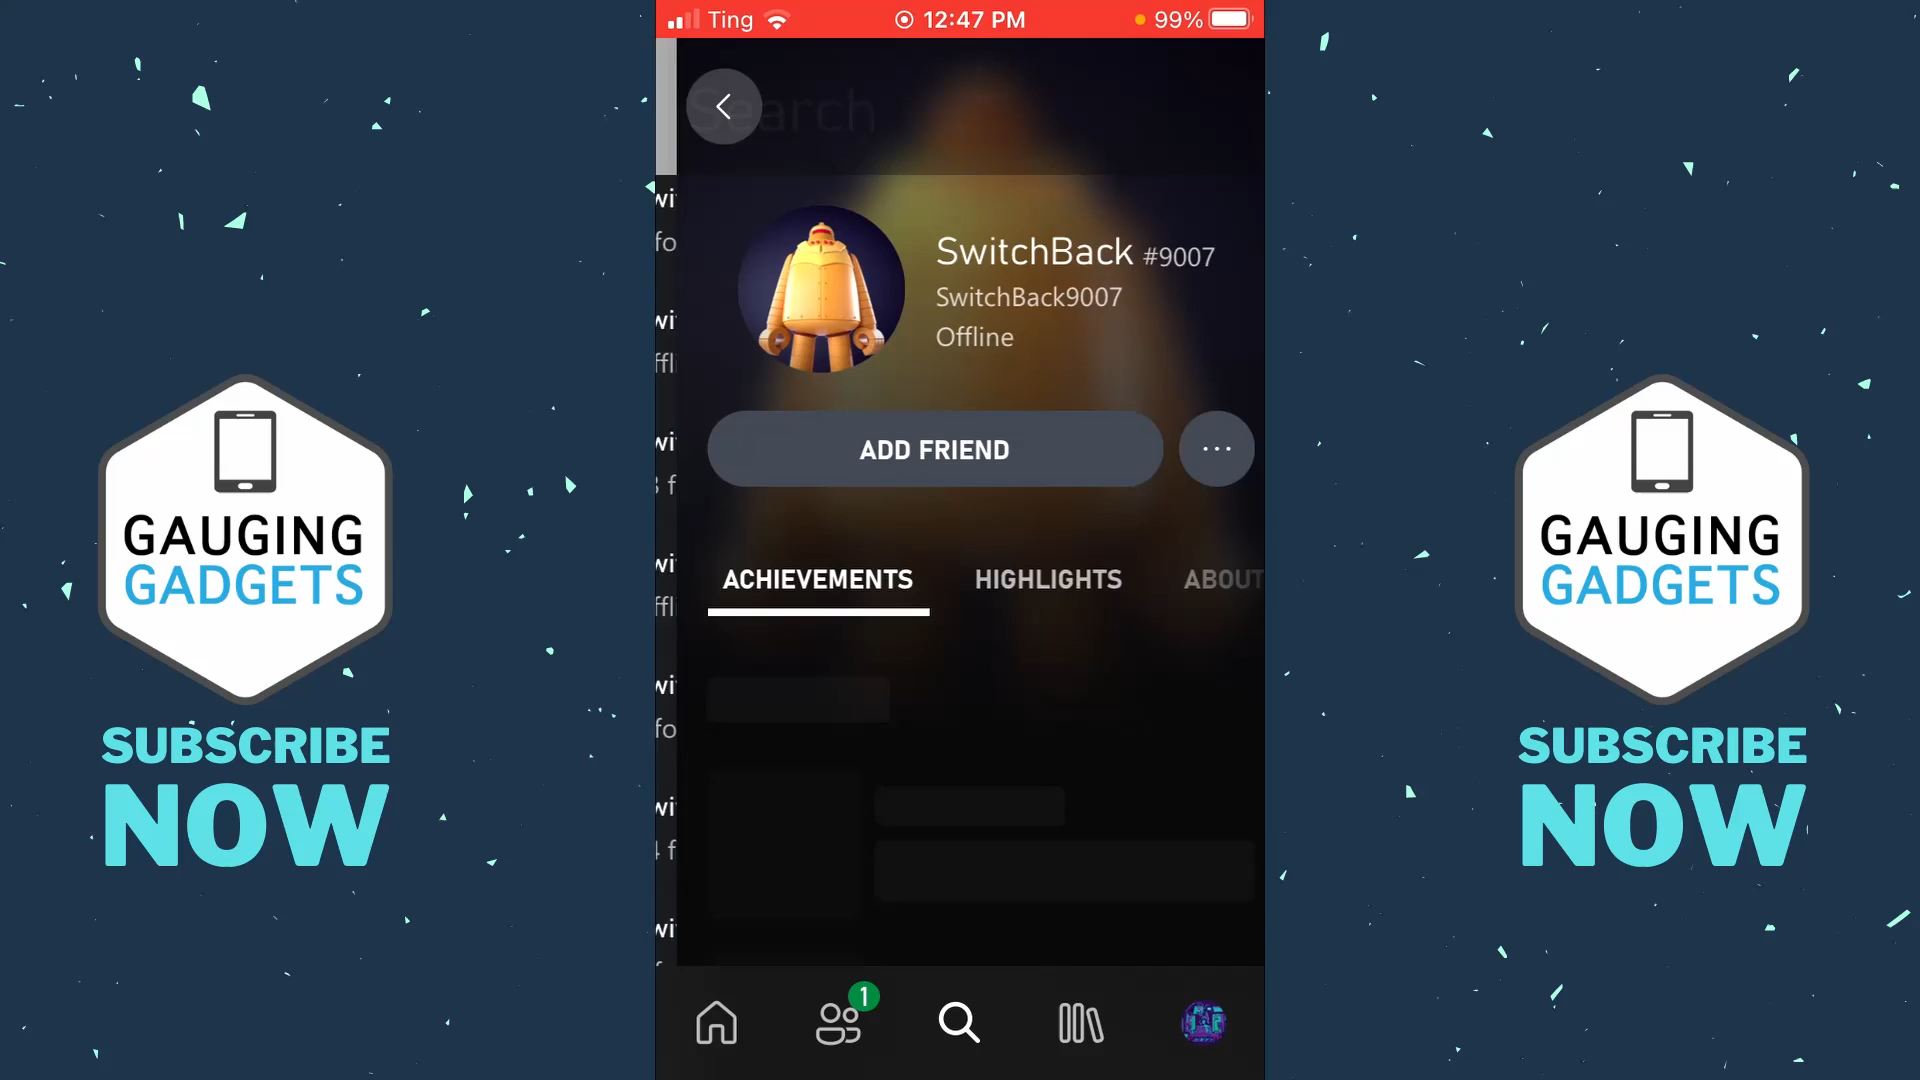 Ting
12:47 PM
99%
Search
SwitchBack #9007
SwitchBack9007
Offline
ADD FRIEND
ACHIEVEMENTS
HIGHLIGHTS
ABOUT
1
GAUGING
GADGETS
SUBSCRIBE
NOW
GAUGING
GADGETS
SUBSCRIBE
NOW